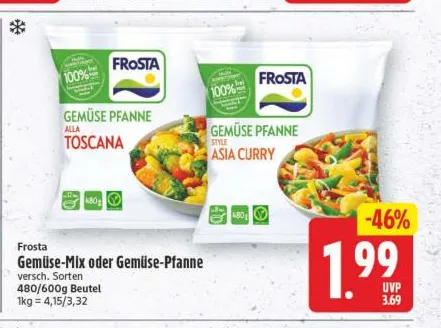 FRoSTA
100%
GEMÜSE PFANNE
ALLA
TOSCANA
480g
FRoSTA
100%
GEMÜSE PFANNE
STYLE
ASIA CURRY
480g
-46%
1.99
UVP
3.69
Frosta
Gemüse-Mix oder Gemüse-Pfanne
versch. Sorten
480/600g Beutel
1kg = 4,15/3,32